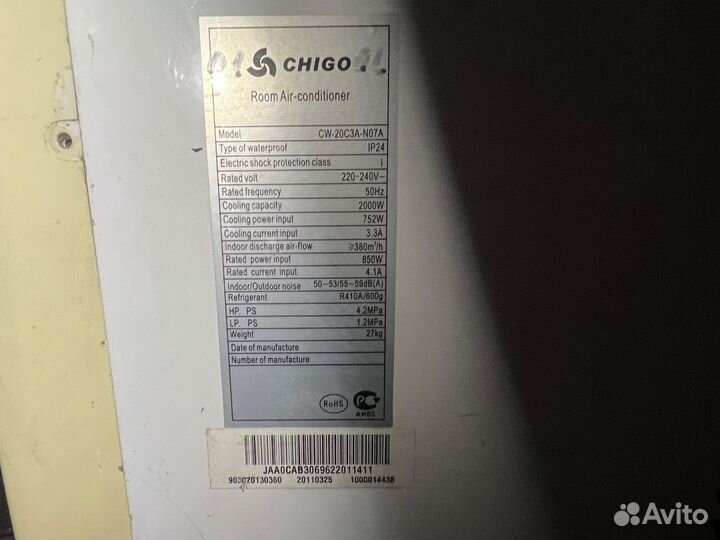 CHIGO
Room Air-conditioner
Model CW-20C3A-N07A
Type of waterproof IP24
Electric shock protection class I
Rated volt 220-240V~
Rated frequency 50Hz
Cooling capacity 2000W
Cooling power input 752W
Cooling current input 3.3A
Indoor discharge air-flow ≥380m³/h
Rated power input 850W
Rated current input 4.1A
Indoor/Outdoor noise 50~53/55~59dB(A)
Refrigerant R410A/600g
HP. PS 4.2MPa
LP. PS 1.2MPa
Weight 27kg
Date of manufacture
Number of manufacture
RoHS
РС
АИ83
JAA0CAB3069622011411
903020130360 20110325 1000014438
Avito